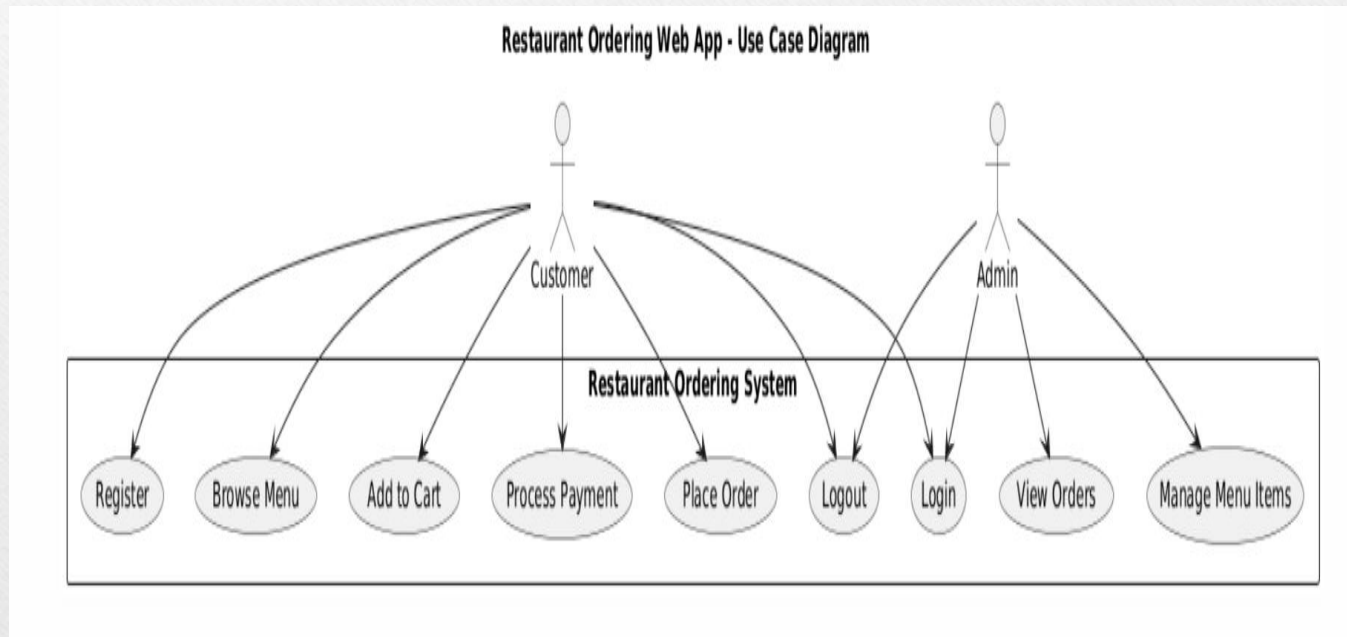 Restaurant Ordering Web App - Use Case Diagram
Customer
Admin
Restaurant Ordering System
Register
Browse Menu
Add to Cart
Process Payment
Place Order
Logout
Login
View Orders
Manage Menu Items